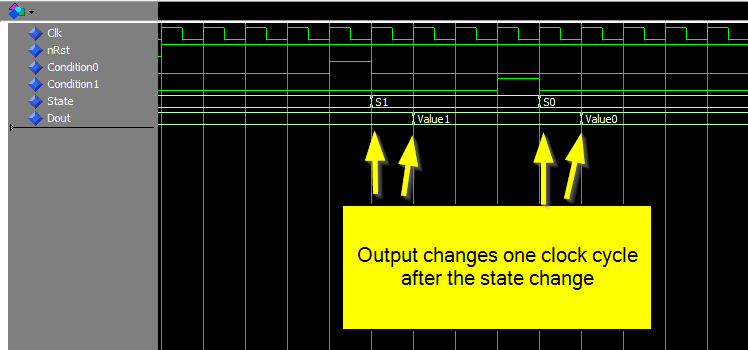 Clk
nRst
Condition0
Condition1
State
S1
S0
Dout
Value1
Value0
Output changes one clock cycle
after the state change